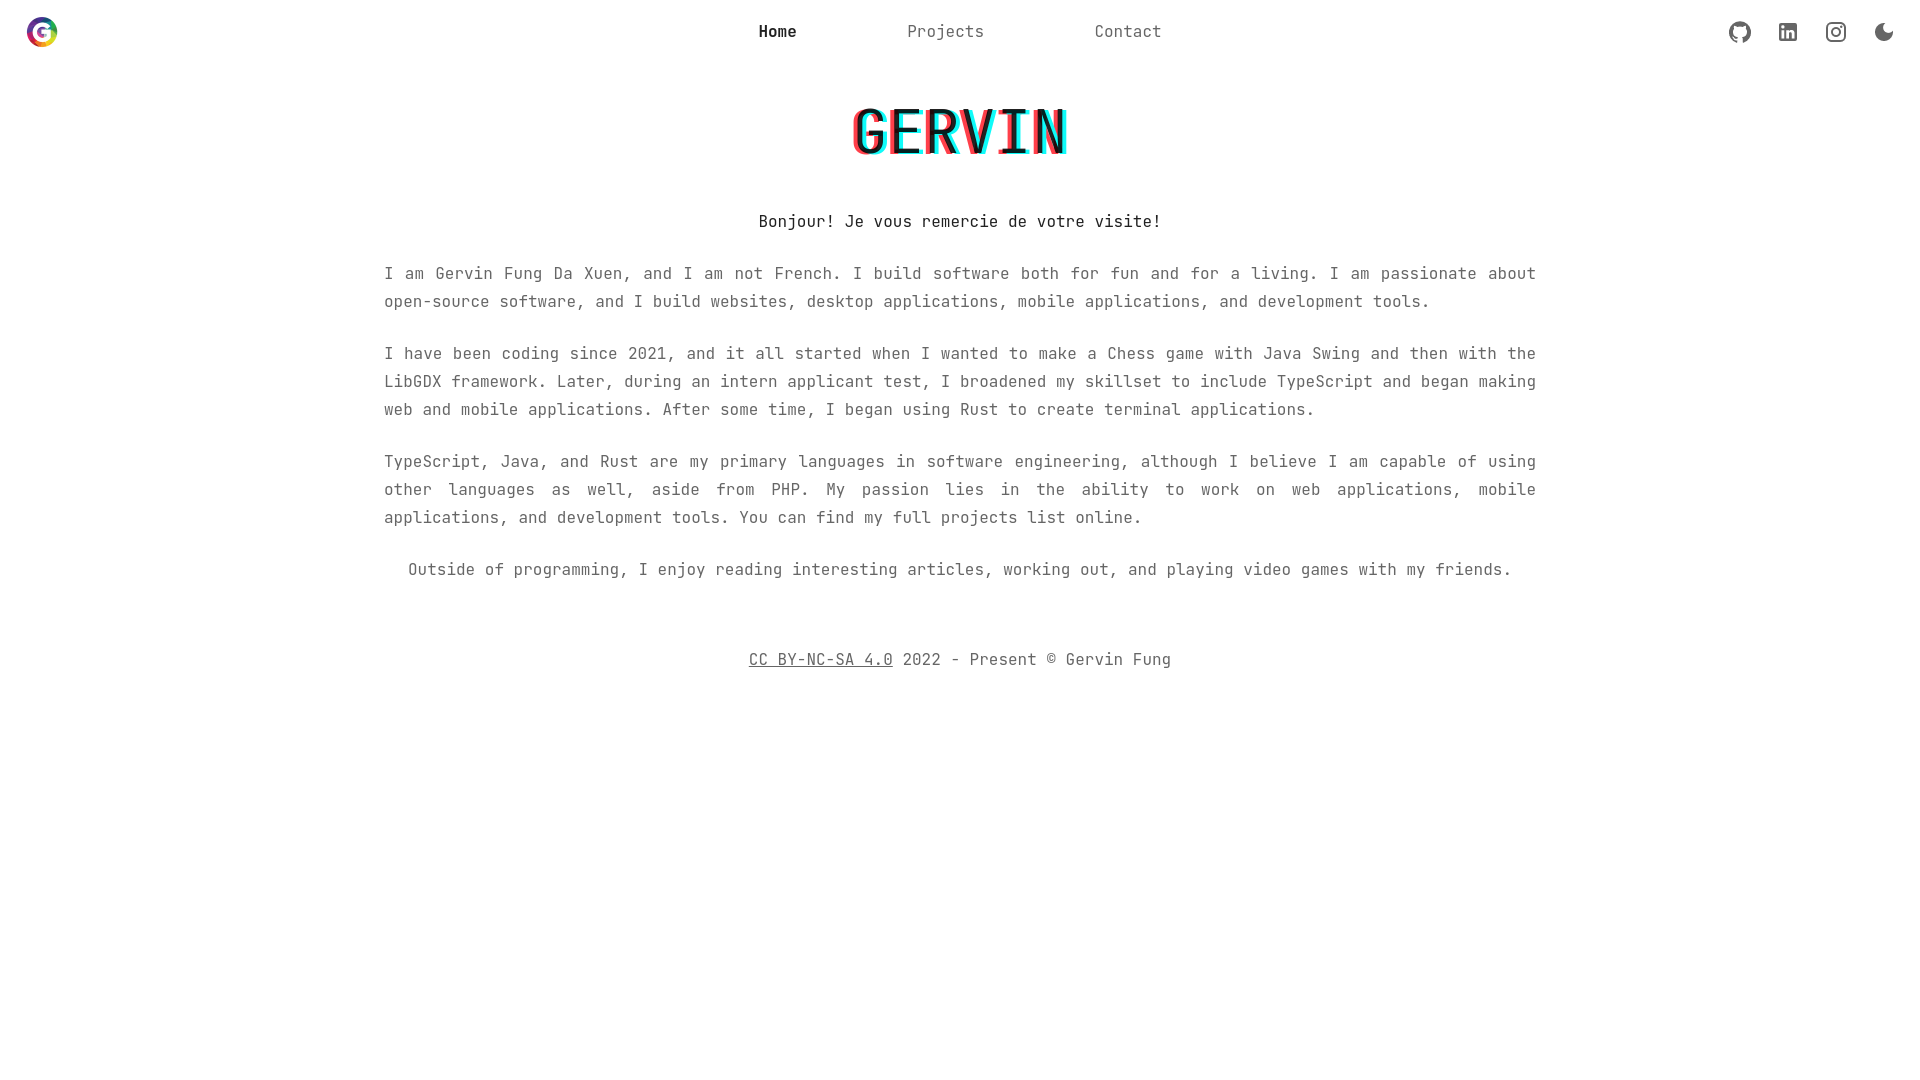 Home
Projects
Contact
GERVIN
Bonjour! Je vous remercie de votre visite!
I am Gervin Fung Da Xuen, and I am not French. I build software both for fun and for a living. I am passionate about
open-source software, and I build websites, desktop applications, mobile applications, and development tools.
I have been coding since 2021, and it all started when I wanted to make a Chess game with Java Swing and then with the
LibGDX framework. Later, during an intern applicant test, I broadened my skillset to include TypeScript and began making
web and mobile applications. After some time, I began using Rust to create terminal applications.
TypeScript, Java, and Rust are my primary languages in software engineering, although I believe I am capable of using
other languages as well, aside from PHP. My passion lies in the ability to work on web applications, mobile
applications, and development tools. You can find my full projects list online.
Outside of programming, I enjoy reading interesting articles, working out, and playing video games with my friends.
CC BY-NC-SA 4.0 2022 - Present © Gervin Fung